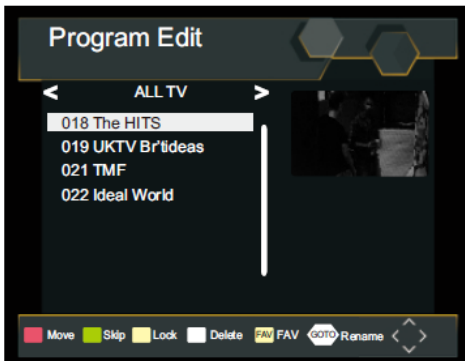 Program Edit
< ALL TV >
018 The HITS
019 UKTV Br'tideas
021 TMF
022 Ideal World
Move Skip Lock Delete FAV FAV GOTO Rename